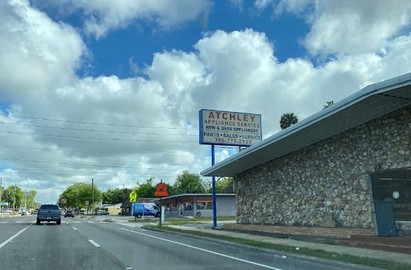 ATCHLEY
APPLIANCE SERVICE
NEW & USED APPLIANCES
PARTS • SALES • SERVICE